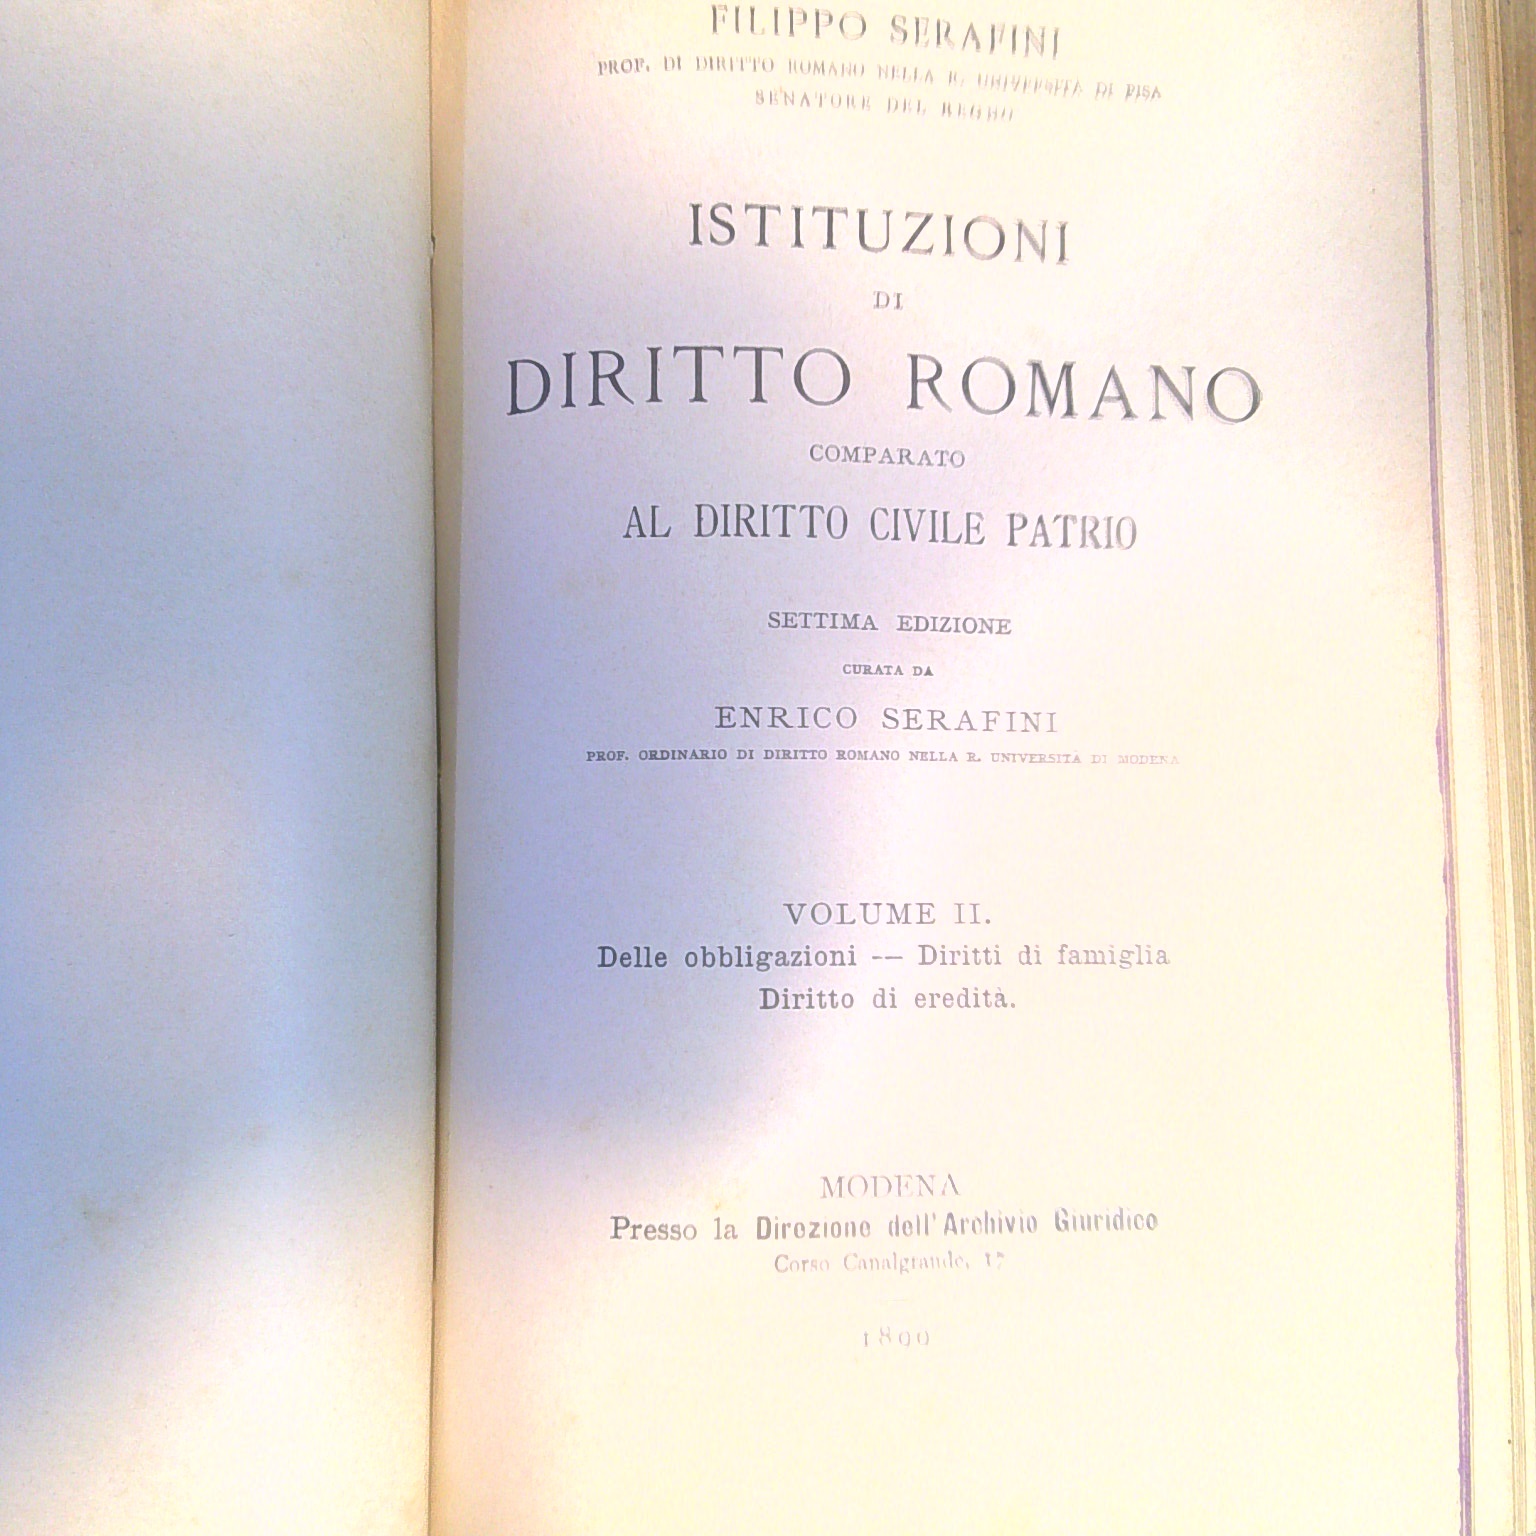 FILIPPO SERAFINI
PROF. DI DIRITTO ROMANO NELLA R. UNIVERSITÀ DI PISA
SENATORE DEL REGNO
ISTITUZIONI
DI
DIRITTO ROMANO
COMPARATO
AL DIRITTO CIVILE PATRIO
SETTIMA EDIZIONE
CURATA DA
ENRICO SERAFINI
PROF. ORDINARIO DI DIRITTO ROMANO NELLA R. UNIVERSITÀ DI MODENA
VOLUME II.
Delle obbligazioni — Diritti di famiglia
Diritto di eredità.
MODENA
Presso la Direzione dell'Archivio Giuridico
Corso Canalgrande,